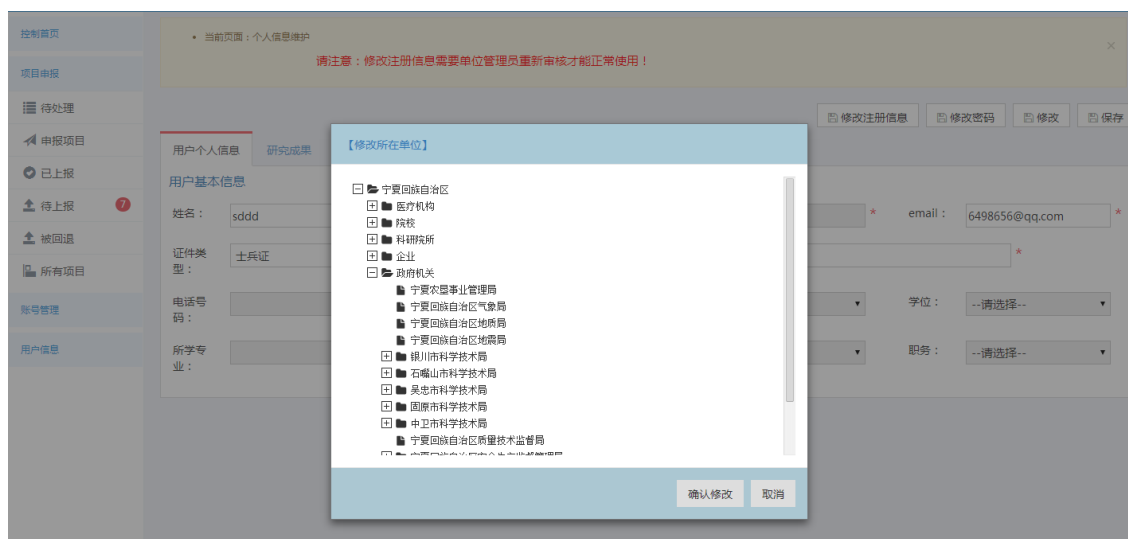 控制首页
项目申报
待处理
申报项目
已上报
待上报 7
被回退
所有项目
账号管理
用户信息
当前页面：个人信息维护
×
请注意：修改注册信息需要单位管理员重新审核才能正常使用！
修改注册信息 修改密码 修改 保存
用户个人信息 研究成果
用户基本信息
姓名： sddd * email： 6498656@qq.com *
证件类型： 士兵证 *
电话号码： 学位： --请选择--
所学专业： 职务： --请选择--
【修改所在单位】
宁夏回族自治区
医疗机构
院校
科研院所
企业
政府机关
宁夏农垦事业管理局
宁夏回族自治区气象局
宁夏回族自治区地质局
宁夏回族自治区地震局
银川市科学技术局
石嘴山市科学技术局
吴忠市科学技术局
固原市科学技术局
中卫市科学技术局
宁夏回族自治区质量技术监督局
确认修改 取消